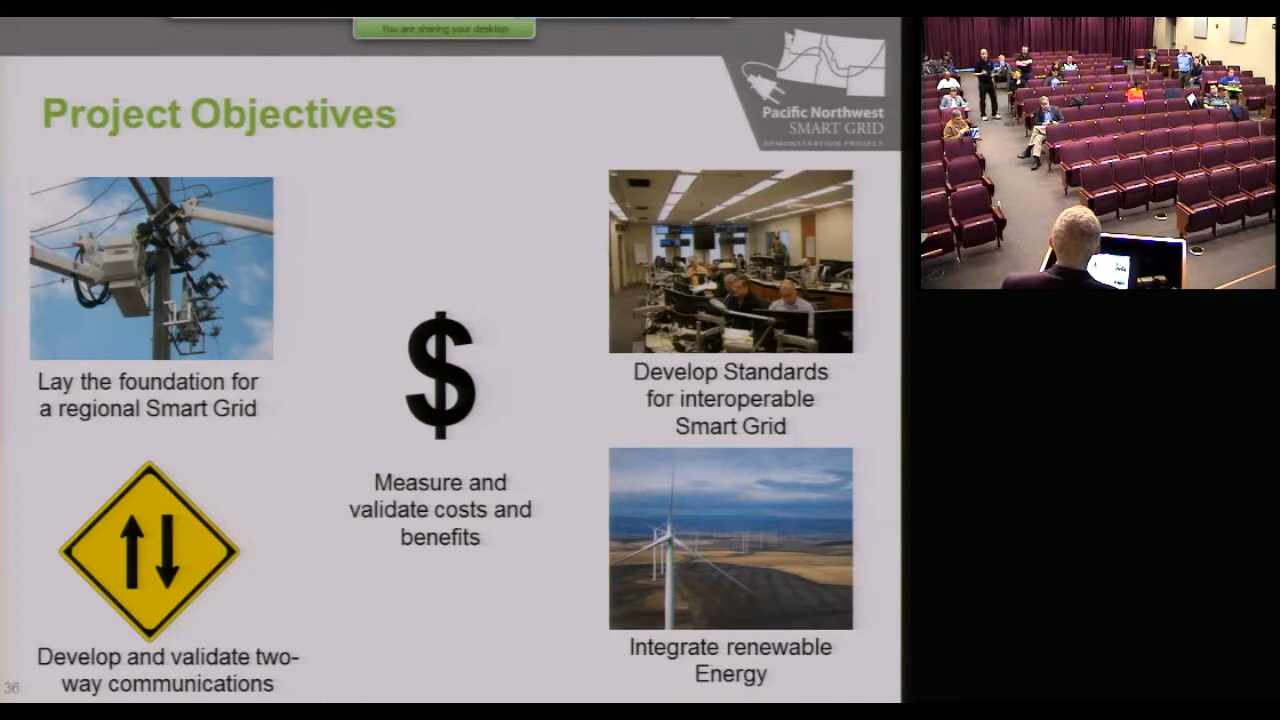 You are sharing your desktop
Project Objectives
Pacific Northwest
SMART GRID
DEMONSTRATION PROJECT
Lay the foundation for
a regional Smart Grid
Develop Standards
for interoperable
Smart Grid
Measure and
validate costs and
benefits
Develop and validate two-
way communications
Integrate renewable
Energy
36
$